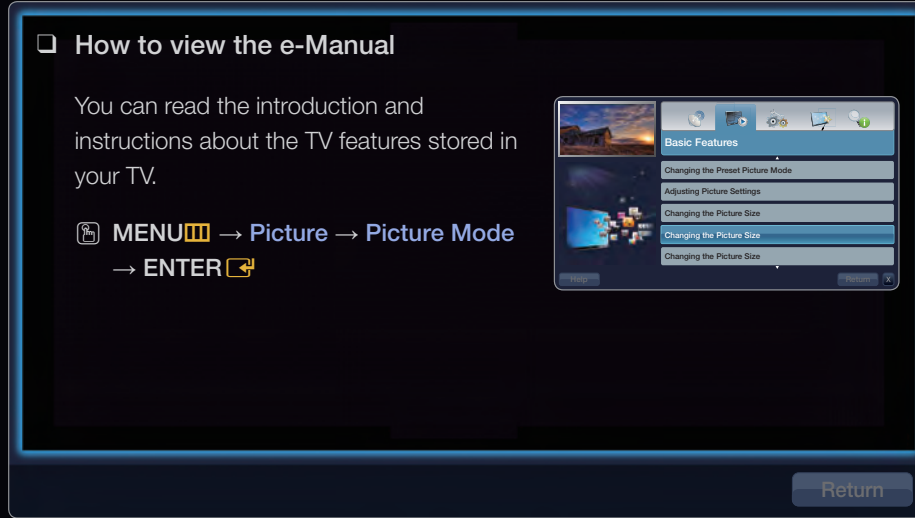 How to view the e-Manual
You can read the introduction and
instructions about the TV features stored in
your TV.
MENU → Picture → Picture Mode
→ ENTER
Basic Features
Changing the Preset Picture Mode
Adjusting Picture Settings
Changing the Picture Size
Changing the Picture Size
Changing the Picture Size
Help
Return X
Return